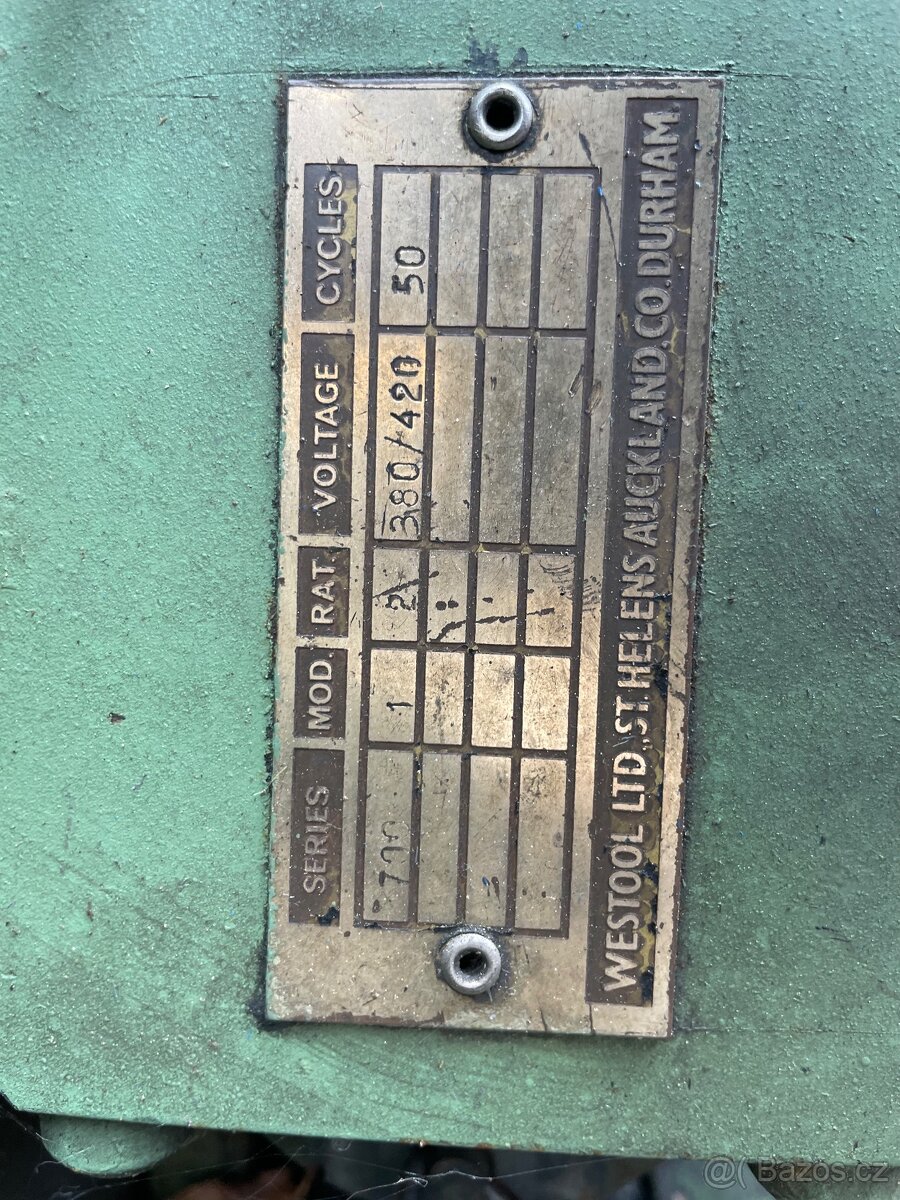 SERIES MOD. RAT. VOLTAGE CYCLES
700 1 2 380/420 50
WESTOOL LTD., ST. HELENS AUCKLAND, CO. DURHAM.
@ Bazos.cz